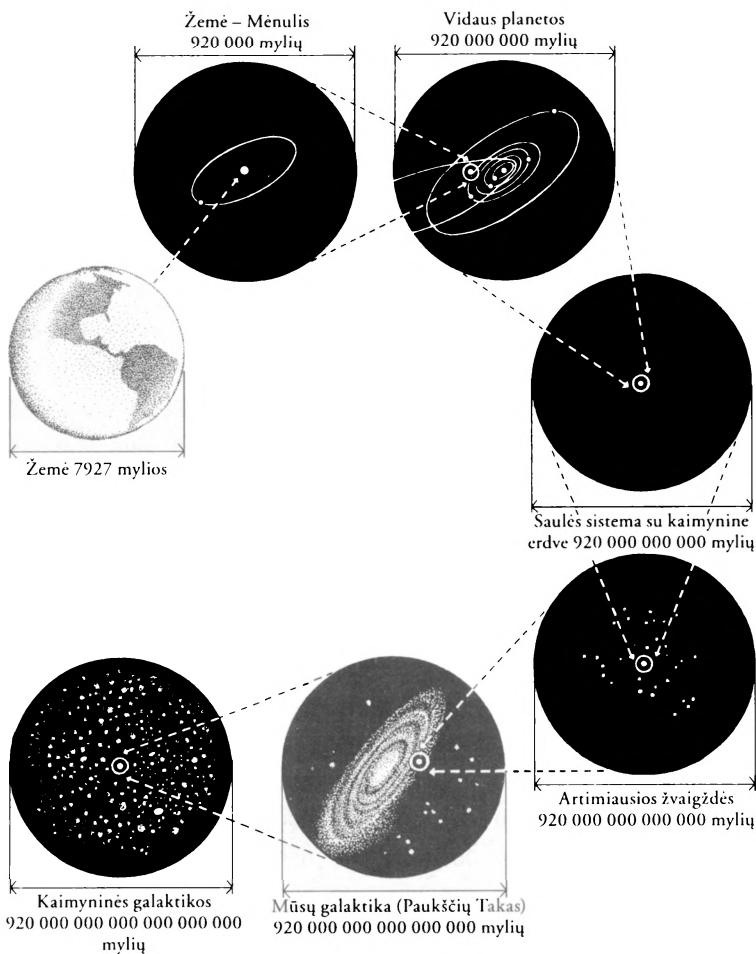 Žemė – Mėnulis
920 000 mylių
Vidaus planetos
920 000 000 mylių
Žemė 7927 mylios
Saulės sistema su kaimynine
erdve 920 000 000 000 mylių
Artimiausios žvaigždės
920 000 000 000 000 mylių
Mūsų galaktika (Paukščių Takas)
920 000 000 000 000 000 mylių
Kaimyninės galaktikos
920 000 000 000 000 000 000
mylių